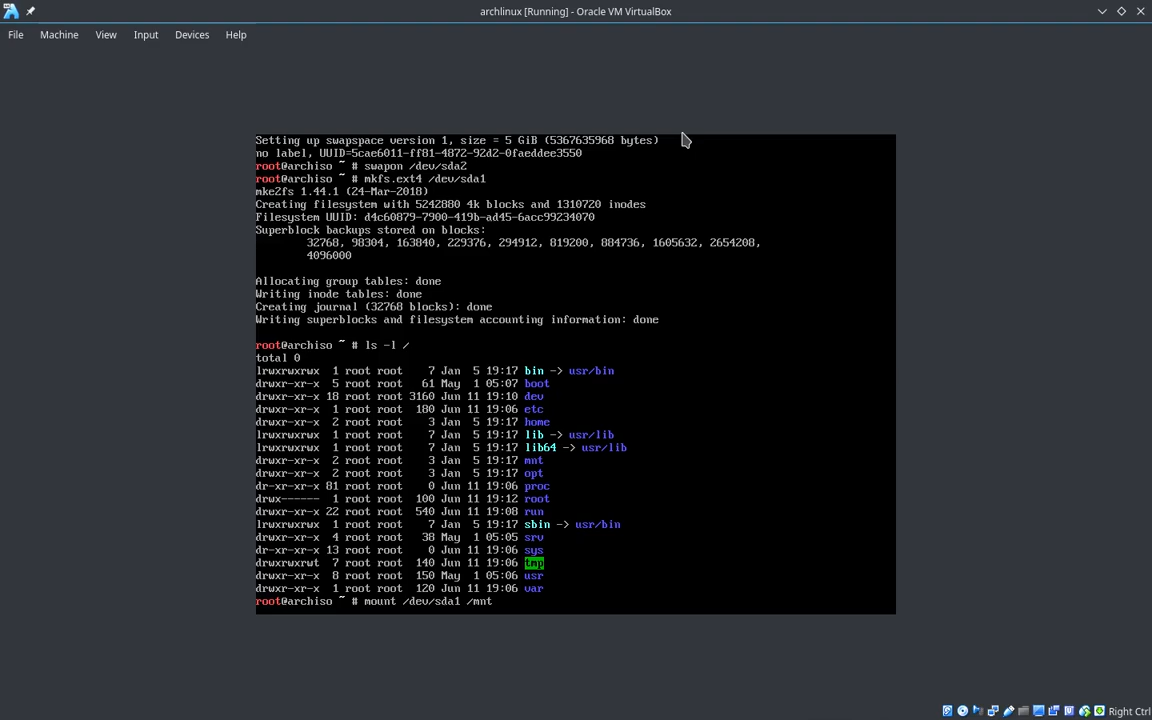 archlinux [Running] - Oracle VM VirtualBox
File Machine View Input Devices Help
Setting up swapspace version 1, size = 5 GiB (5367635968 bytes)
no label, UUID=5cae6011-ff81-4872-92d2-0faeddee3550
root@archiso ~ # swapon /dev/sda2
root@archiso ~ # mkfs.ext4 /dev/sda1
mke2fs 1.44.1 (24-Mar-2018)
Creating filesystem with 5242880 4k blocks and 1310720 inodes
Filesystem UUID: d4c60879-7900-419b-ad45-6acc99234070
Superblock backups stored on blocks:
32768, 98304, 163840, 229376, 294912, 819200, 884736, 1605632, 2654208,
4096000
Allocating group tables: done
Writing inode tables: done
Creating journal (32768 blocks): done
Writing superblocks and filesystem accounting information: done
root@archiso ~ # ls -l /
total 0
lrwxrwxrwx 1 root root 7 Jan 5 19:17 bin -> usr/bin
drwxr-xr-x 5 root root 61 May 1 05:07 boot
drwxr-xr-x 18 root root 3160 Jun 11 19:10 dev
drwxr-xr-x 1 root root 180 Jun 11 19:06 etc
drwxr-xr-x 2 root root 3 Jan 5 19:17 home
lrwxrwxrwx 1 root root 7 Jan 5 19:17 lib -> usr/lib
lrwxrwxrwx 1 root root 7 Jan 5 19:17 lib64 -> usr/lib
drwxr-xr-x 2 root root 3 Jan 5 19:17 mnt
drwxr-xr-x 2 root root 3 Jan 5 19:17 opt
dr-xr-xr-x 81 root root 0 Jun 11 19:06 proc
drwx------ 1 root root 100 Jun 11 19:12 root
drwxr-xr-x 22 root root 540 Jun 11 19:08 run
lrwxrwxrwx 1 root root 7 Jan 5 19:17 sbin -> usr/bin
drwxr-xr-x 4 root root 38 May 1 05:05 srv
dr-xr-xr-x 13 root root 0 Jun 11 19:06 sys
drwxrwxrwt 7 root root 140 Jun 11 19:06 tmp
drwxr-xr-x 8 root root 150 May 1 05:06 usr
drwxr-xr-x 1 root root 120 Jun 11 19:06 var
root@archiso ~ # mount /dev/sda1 /mnt
Right Ctrl